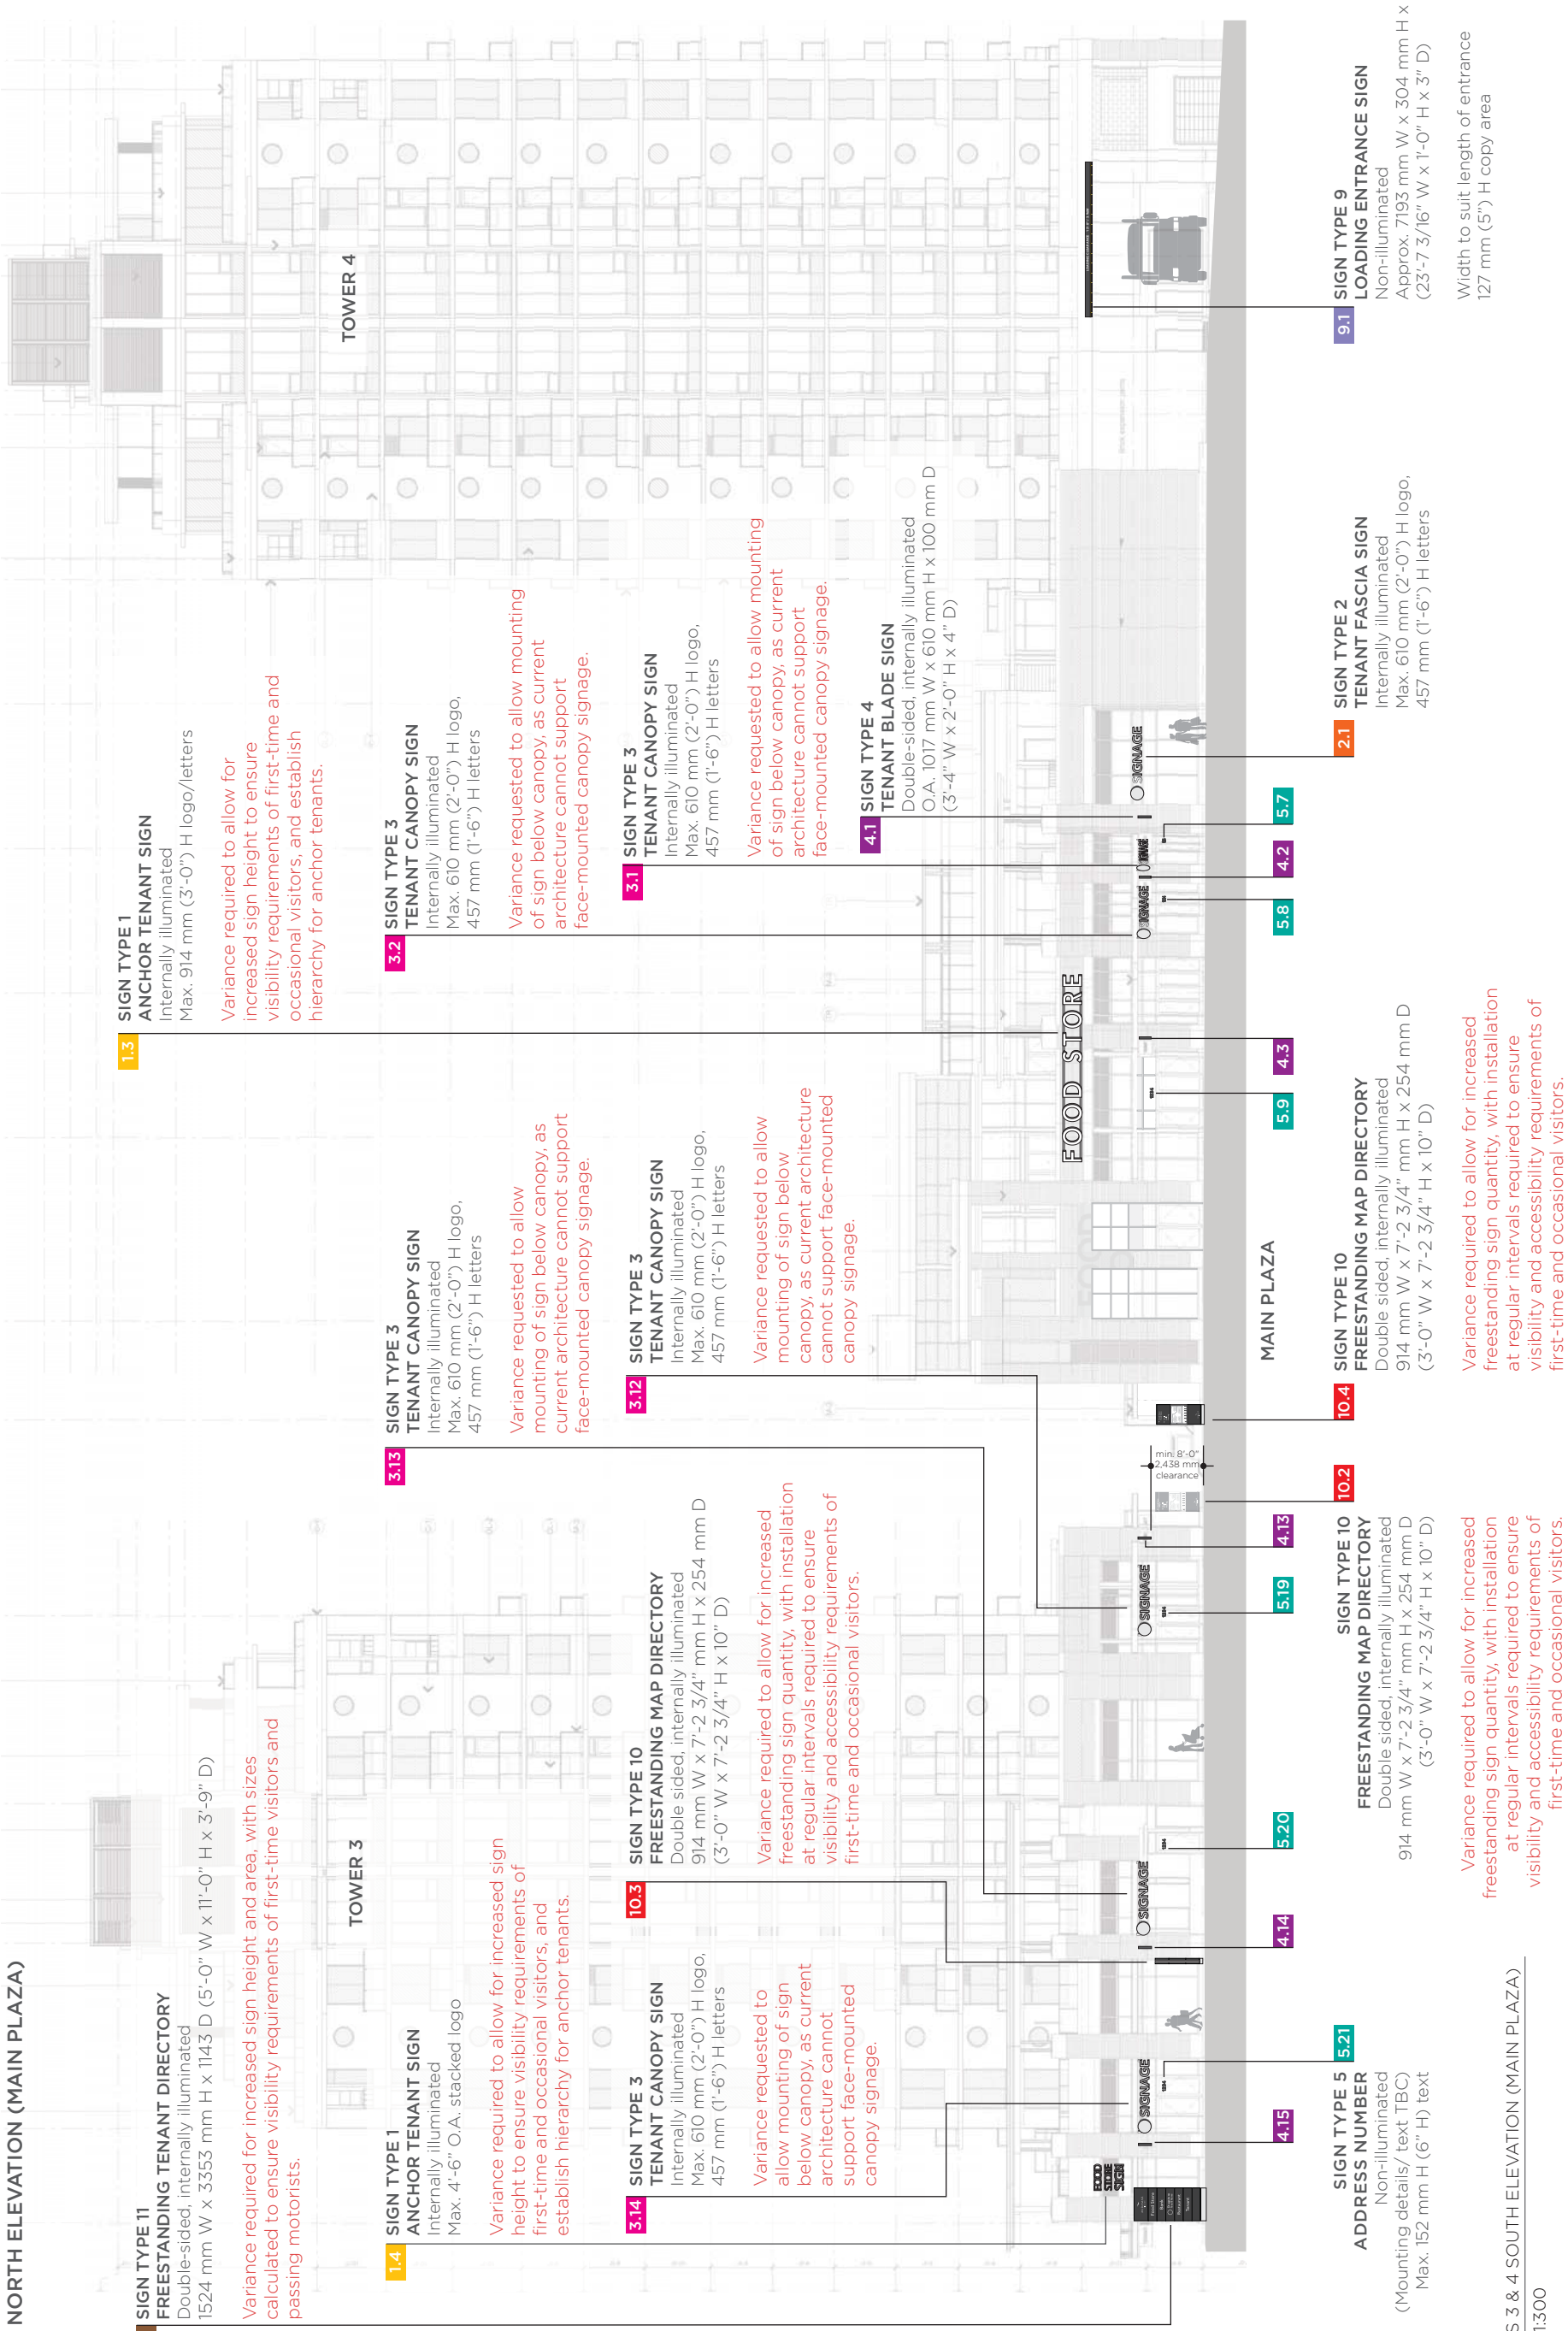 NORTH ELEVATION (MAIN PLAZA)
SIGN TYPE 11
FREESTANDING TENANT DIRECTORY
Double-sided, internally illuminated
1524 mm W x 3353 mm H x 1143 D (5'-0" W x 11'-0" H x 3'-9" D)
Variance required for increased sign height and area, with sizes
calculated to ensure visibility requirements of first-time visitors and
passing motorists.
1.3
SIGN TYPE 1
ANCHOR TENANT SIGN
Internally illuminated
Max. 914 mm (3'-0") H logo/letters
Variance required to allow for
increased sign height to ensure
visibility requirements of first-time and
occasional visitors, and establish
hierarchy for anchor tenants.
TOWER 3
TOWER 4
1.4
SIGN TYPE 1
ANCHOR TENANT SIGN
Internally illuminated
Max. 4'-6" O.A. stacked logo
Variance required to allow for increased sign
height to ensure visibility requirements of
first-time and occasional visitors, and
establish hierarchy for anchor tenants.
3.13
SIGN TYPE 3
TENANT CANOPY SIGN
Internally illuminated
Max. 610 mm (2'-0") H logo,
457 mm (1'-6") H letters
Variance requested to allow
mounting of sign below canopy, as
current architecture cannot support
face-mounted canopy signage.
3.2
SIGN TYPE 3
TENANT CANOPY SIGN
Internally illuminated
Max. 610 mm (2'-0") H logo,
457 mm (1'-6") H letters
Variance requested to allow mounting
of sign below canopy, as current
architecture cannot support
face-mounted canopy signage.
3.14
SIGN TYPE 3
TENANT CANOPY SIGN
Internally illuminated
Max. 610 mm (2'-0") H logo,
457 mm (1'-6") H letters
Variance requested to
allow mounting of sign
below canopy, as current
architecture cannot
support face-mounted
canopy signage.
10.3
SIGN TYPE 10
FREESTANDING MAP DIRECTORY
Double sided, internally illuminated
914 mm W x 7'-2 3/4" mm H x 254 mm D
(3'-0" W x 7'-2 3/4" H x 10" D)
Variance required to allow for increased
freestanding sign quantity, with installation
at regular intervals required to ensure
visibility and accessibility requirements of
first-time and occasional visitors.
3.12
SIGN TYPE 3
TENANT CANOPY SIGN
Internally illuminated
Max. 610 mm (2'-0") H logo,
457 mm (1'-6") H letters
Variance requested to allow
mounting of sign below
canopy, as current architecture
cannot support face-mounted
canopy signage.
3.1
SIGN TYPE 3
TENANT CANOPY SIGN
Internally illuminated
Max. 610 mm (2'-0") H logo,
457 mm (1'-6") H letters
Variance requested to allow mounting
of sign below canopy, as current
architecture cannot support
face-mounted canopy signage.
4.1
SIGN TYPE 4
TENANT BLADE SIGN
Double-sided, internally illuminated
O.A. 1017 mm W x 610 mm H x 100 mm D
(3'-4" W x 2'-0" H x 4" D)
FOOD STORE
FOOD
STORE
SIGN
SIGNAGE
SIGNAGE
SIGNAGE
SIGNAGE
SIGNAGE
min. 8'-0"
2,438 mm
clearance
MAIN PLAZA
4.15
4.14
5.20
5.19
4.13
5.9
4.3
5.8
4.2
5.7
SIGN TYPE 5
5.21
ADDRESS NUMBER
Non-illuminated
(Mounting details/ text TBC)
Max. 152 mm H (6" H) text
SIGN TYPE 10
10.2
FREESTANDING MAP DIRECTORY
Double sided, internally illuminated
914 mm W x 7'-2 3/4" mm H x 254 mm D
(3'-0" W x 7'-2 3/4" H x 10" D)
Variance required to allow for increased
freestanding sign quantity, with installation
at regular intervals required to ensure
visibility and accessibility requirements of
first-time and occasional visitors.
10.4
SIGN TYPE 10
FREESTANDING MAP DIRECTORY
Double sided, internally illuminated
914 mm W x 7'-2 3/4" mm H x 254 mm D
(3'-0" W x 7'-2 3/4" H x 10" D)
Variance required to allow for increased
freestanding sign quantity, with installation
at regular intervals required to ensure
visibility and accessibility requirements of
first-time and occasional visitors.
2.1
SIGN TYPE 2
TENANT FASCIA SIGN
Internally illuminated
Max. 610 mm (2'-0") H logo,
457 mm (1'-6") H letters
9.1
SIGN TYPE 9
LOADING ENTRANCE SIGN
Non-illuminated
Approx. 7193 mm W x 304 mm H x
(23'-7 3/16" W x 1'-0" H x 3" D)
Width to suit length of entrance
127 mm (5") H copy area
S 3 & 4 SOUTH ELEVATION (MAIN PLAZA)
1:300